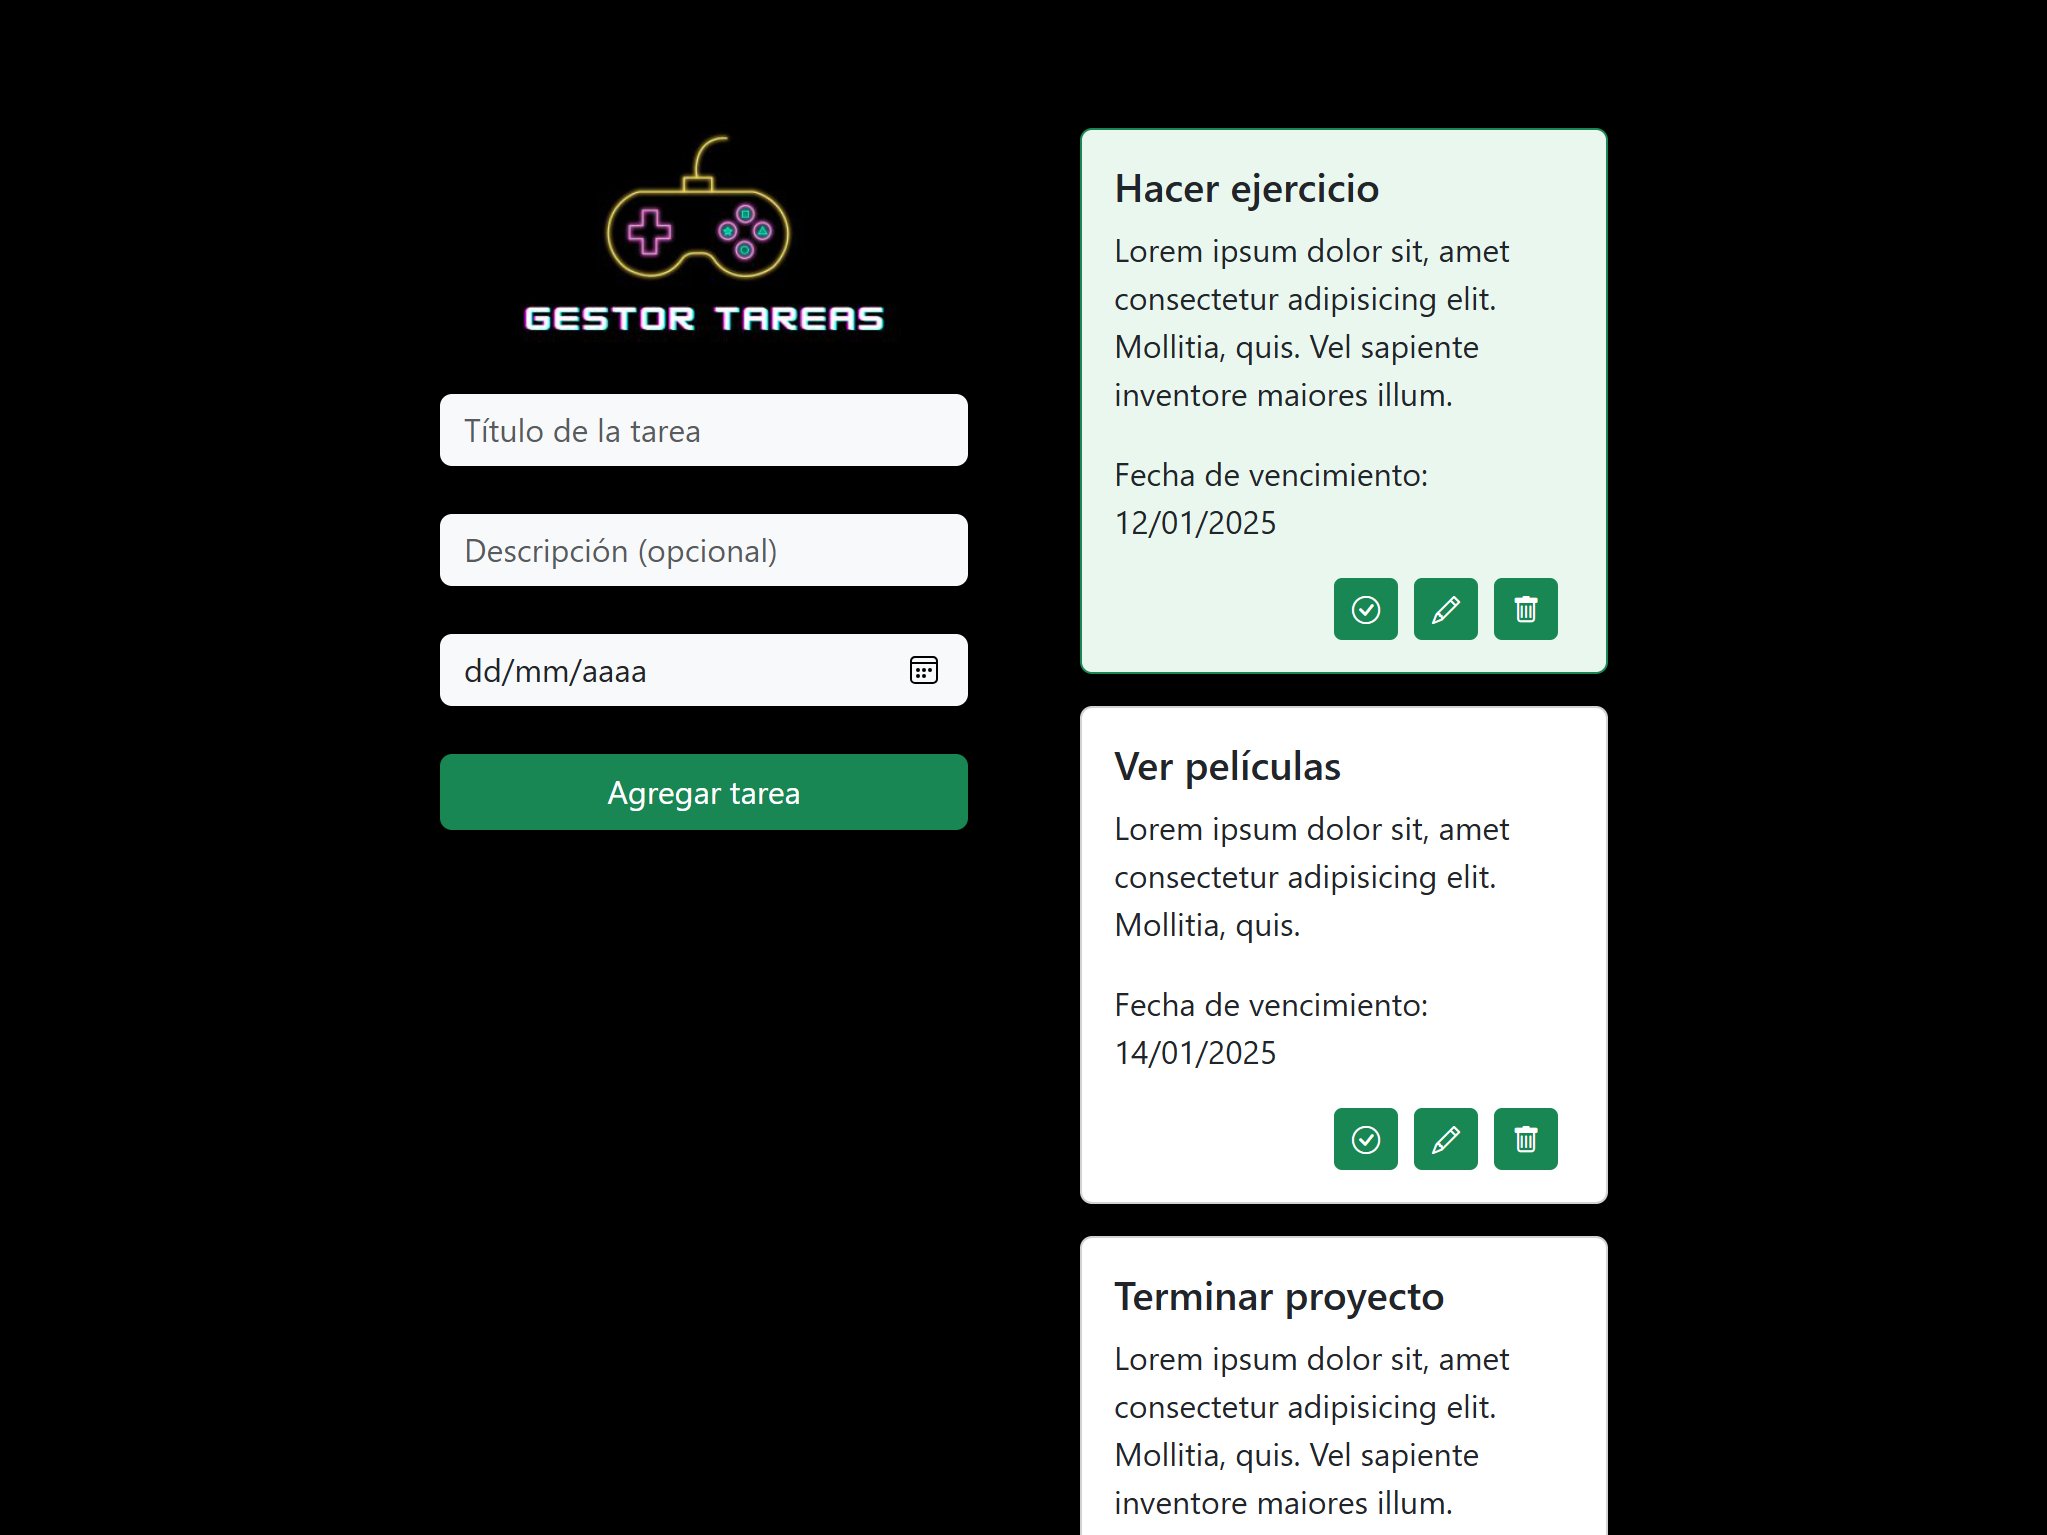 GESTOR TAREAS
Título de la tarea
Descripción (opcional)
dd/mm/aaaa
Agregar tarea
Hacer ejercicio
Lorem ipsum dolor sit, amet
consectetur adipisicing elit.
Mollitia, quis. Vel sapiente
inventore maiores illum.
Fecha de vencimiento:
12/01/2025
Ver películas
Lorem ipsum dolor sit, amet
consectetur adipisicing elit.
Mollitia, quis.
Fecha de vencimiento:
14/01/2025
Terminar proyecto
Lorem ipsum dolor sit, amet
consectetur adipisicing elit.
Mollitia, quis. Vel sapiente
inventore maiores illum.